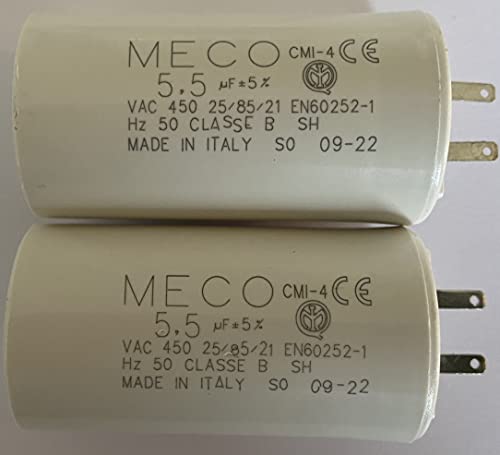 MECO CMI-4 CE
5,5 µF ± 5 %
VAC 450 25/85/21 EN60252-1
Hz 50 CLASSE B SH
MADE IN ITALY SO 09-22
MECO CMI-4 CE
5,5 µF ± 5 %
VAC 450 25/85/21 EN60252-1
Hz 50 CLASSE B SH
MADE IN ITALY SO 09-22